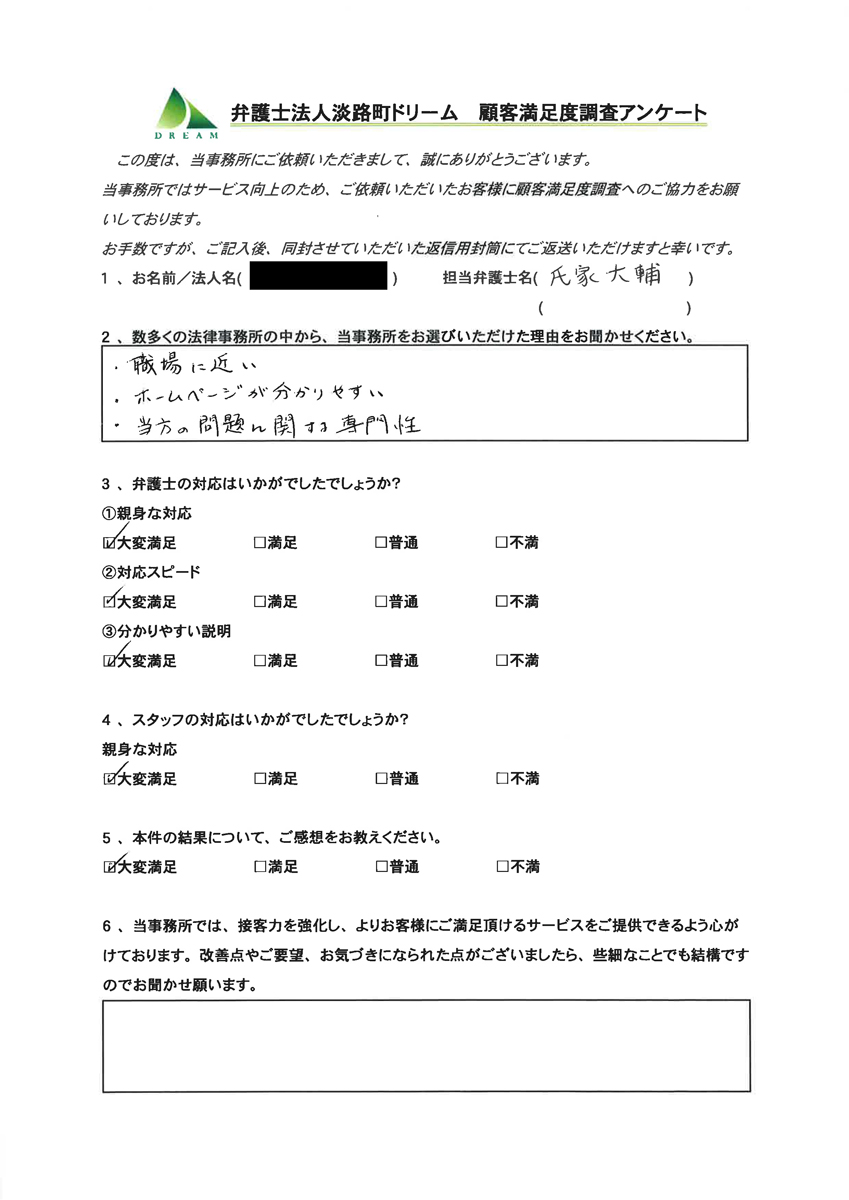 DREAM
弁護士法人淡路町ドリーム　顧客満足度調査アンケート
この度は、当事務所にご依頼いただきまして、誠にありがとうございます。
当事務所ではサービス向上のため、ご依頼いただいたお客様に顧客満足度調査へのご協力をお願
いしております。
お手数ですが、ご記入後、同封させていただいた返信用封筒にてご返送いただけますと幸いです。
1 、お名前／法人名( )　担当弁護士名( 氏家大輔 )
( )
2 、数多くの法律事務所の中から、当事務所をお選びいただけた理由をお聞かせください。
・職場に近い
・ホームページが分かりやすい
・当方の問題に関する専門性
3 、弁護士の対応はいかがでしたでしょうか?
①親身な対応
☑大変満足　□満足　□普通　□不満
②対応スピード
☑大変満足　□満足　□普通　□不満
③分かりやすい説明
☑大変満足　□満足　□普通　□不満
4 、スタッフの対応はいかがでしたでしょうか?
親身な対応
☑大変満足　□満足　□普通　□不満
5 、本件の結果について、ご感想をお教えください。
☑大変満足　□満足　□普通　□不満
6 、当事務所では、接客力を強化し、よりお客様にご満足頂けるサービスをご提供できるよう心が
けております。改善点やご要望、お気づきになられた点がございましたら、些細なことでも結構です
のでお聞かせ願います。